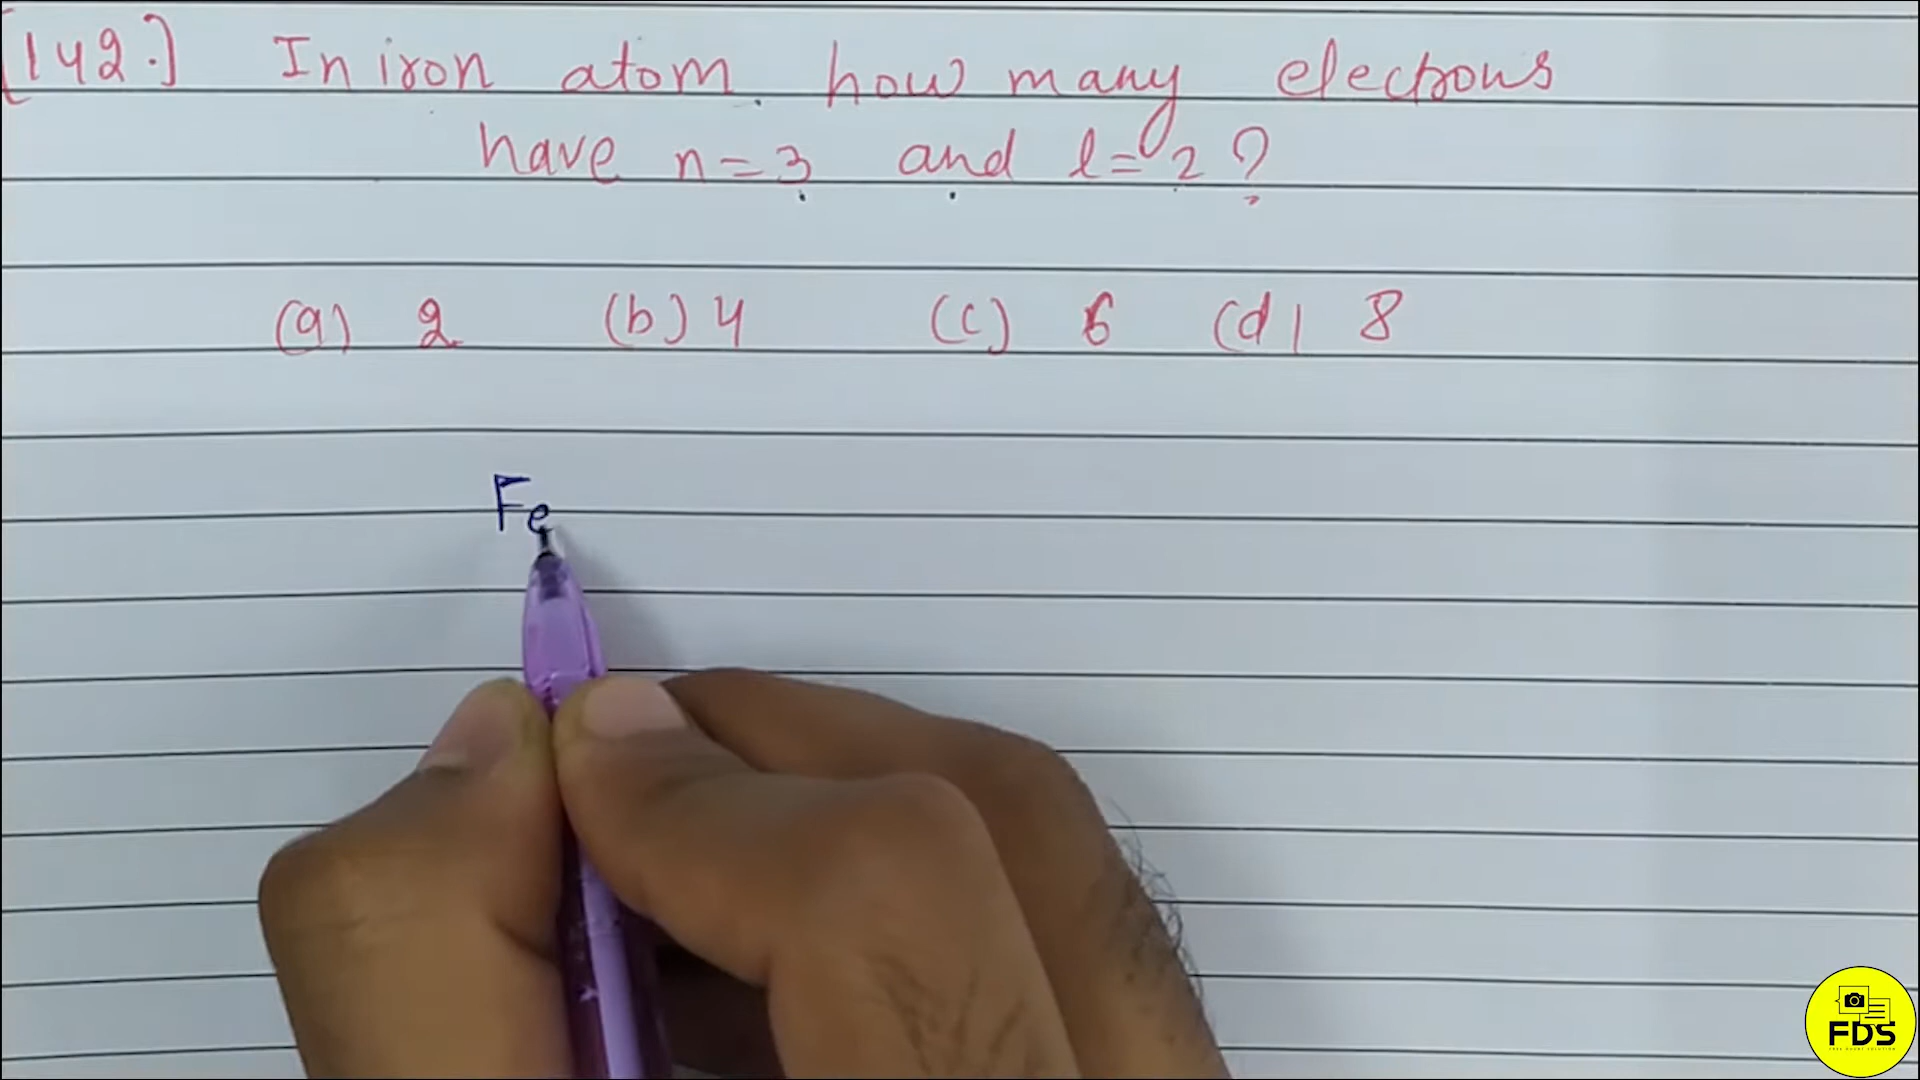 [142.] In iron atom how many electrons
have n=3 and l=2 ?
(a) 2 (b) 4 (c) 6 (d) 8
Fe
FDS